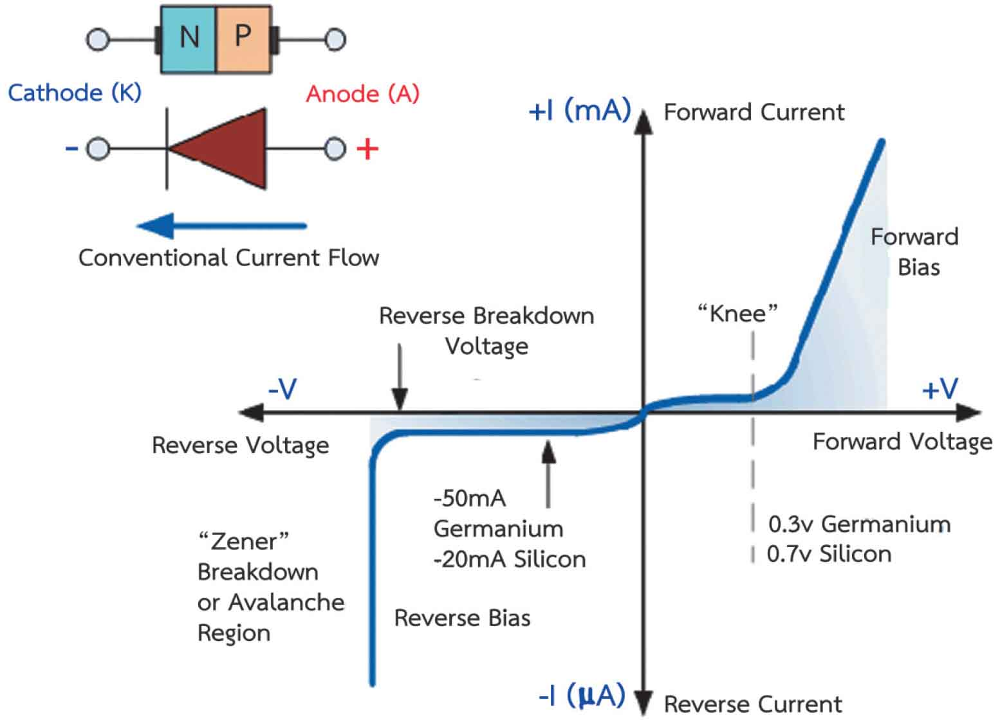 N P
Cathode (K)
Anode (A)
- +
Conventional Current Flow
+I (mA)
Forward Current
Forward
Bias
“Knee”
Reverse Breakdown
Voltage
-V
+V
Reverse Voltage
Forward Voltage
-50mA
Germanium
-20mA Silicon
0.3v Germanium
0.7v Silicon
“Zener”
Breakdown
or Avalanche
Region
Reverse Bias
-I (μA)
Reverse Current